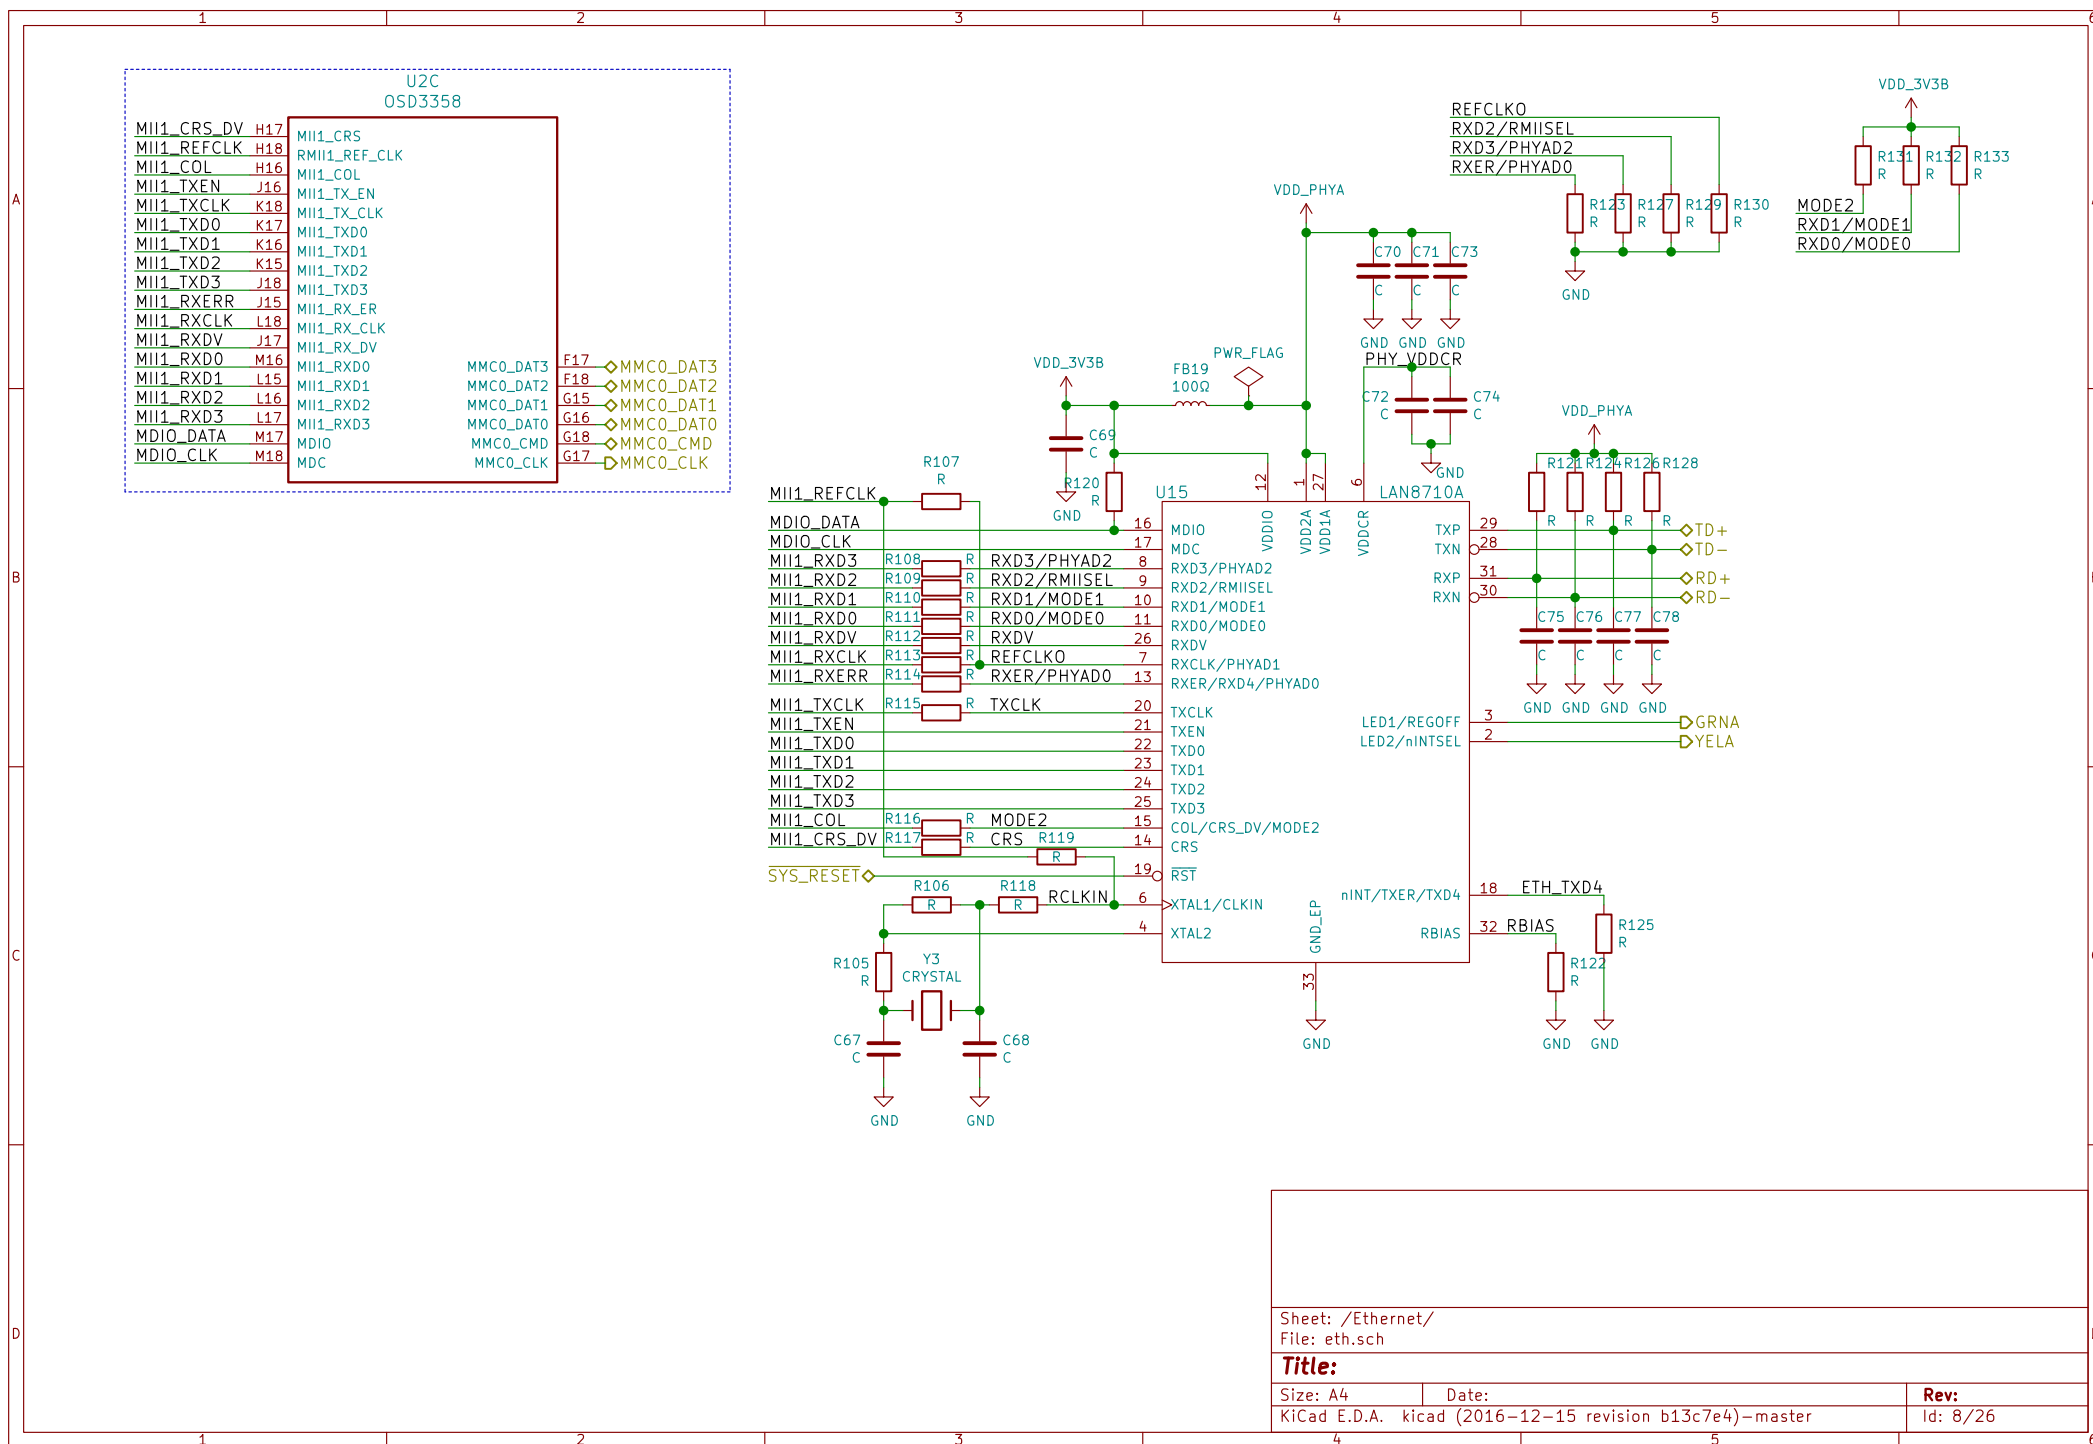 1 2 3 4 5 6
A
B
C
D
U2C
OSD3358
MII1_CRS_DV H17 MII1_CRS
MII1_REFCLK H18 RMII1_REF_CLK
MII1_COL H16 MII1_COL
MII1_TXEN J16 MII1_TX_EN
MII1_TXCLK K18 MII1_TX_CLK
MII1_TXD0 K17 MII1_TXD0
MII1_TXD1 K16 MII1_TXD1
MII1_TXD2 K15 MII1_TXD2
MII1_TXD3 J18 MII1_TXD3
MII1_RXERR J15 MII1_RX_ER
MII1_RXCLK L18 MII1_RX_CLK
MII1_RXDV J17 MII1_RX_DV
MII1_RXD0 M16 MII1_RXD0 MMC0_DAT3 F17 MMC0_DAT3
MII1_RXD1 L15 MII1_RXD1 MMC0_DAT2 F18 MMC0_DAT2
MII1_RXD2 L16 MII1_RXD2 MMC0_DAT1 G15 MMC0_DAT1
MII1_RXD3 L17 MII1_RXD3 MMC0_DAT0 G16 MMC0_DAT0
MDIO_DATA M17 MDIO MMC0_CMD G18 MMC0_CMD
MDIO_CLK M18 MDC MMC0_CLK G17 MMC0_CLK
REFCLKO
RXD2/RMIISEL
RXD3/PHYAD2
RXER/PHYAD0
R123 R127 R129 R130
R R R R
GND
VDD_3V3B
R131 R132 R133
R R R
MODE2
RXD1/MODE1
RXD0/MODE0
VDD_PHYA
C70 C71 C73
C C C
GND GND GND
PHY_VDDCR
C72 C74
C C
GND
VDD_3V3B
FB19
100Ω
PWR_FLAG
C69
C
GND
R120
R
VDD_PHYA
R121 R124 R126 R128
R R R R
R107
R
U15
LAN8710A
12 1 27 6
VDDIO VDD2A VDD1A VDDCR
MII1_REFCLK
MDIO_DATA 16 MDIO
MDIO_CLK 17 MDC
MII1_RXD3 R108 R RXD3/PHYAD2 8 RXD3/PHYAD2
MII1_RXD2 R109 R RXD2/RMIISEL 9 RXD2/RMIISEL
MII1_RXD1 R110 R RXD1/MODE1 10 RXD1/MODE1
MII1_RXD0 R111 R RXD0/MODE0 11 RXD0/MODE0
MII1_RXDV R112 R RXDV 26 RXDV
MII1_RXCLK R113 R REFCLKO 7 RXCLK/PHYAD1
MII1_RXERR R114 R RXER/PHYAD0 13 RXER/RXD4/PHYAD0
MII1_TXCLK R115 R TXCLK 20 TXCLK
MII1_TXEN 21 TXEN
MII1_TXD0 22 TXD0
MII1_TXD1 23 TXD1
MII1_TXD2 24 TXD2
MII1_TXD3 25 TXD3
MII1_COL R116 R MODE2 15 COL/CRS_DV/MODE2
MII1_CRS_DV R117 R CRS 14 CRS
R119
R
SYS_RESET 19 RST
R106 R118
R R
RCLKIN 6 XTAL1/CLKIN
4 XTAL2
TXP 29 TD+
TXN 28 TD-
RXP 31 RD+
RXN 30 RD-
C75 C76 C77 C78
C C C C
GND GND GND GND
LED1/REGOFF 3 GRNA
LED2/nINTSEL 2 YELA
nINT/TXER/TXD4 18 ETH_TXD4
RBIAS 32 RBIAS
R125
R
R122
R
GND GND
GND_EP
33
GND
R105
R
Y3
CRYSTAL
C67 C68
C C
GND GND
Sheet: /Ethernet/
File: eth.sch
Title:
Size: A4 Date: Rev:
KiCad E.D.A. kicad (2016-12-15 revision b13c7e4)-master Id: 8/26
A
B
C
D
1 2 3 4 5 6